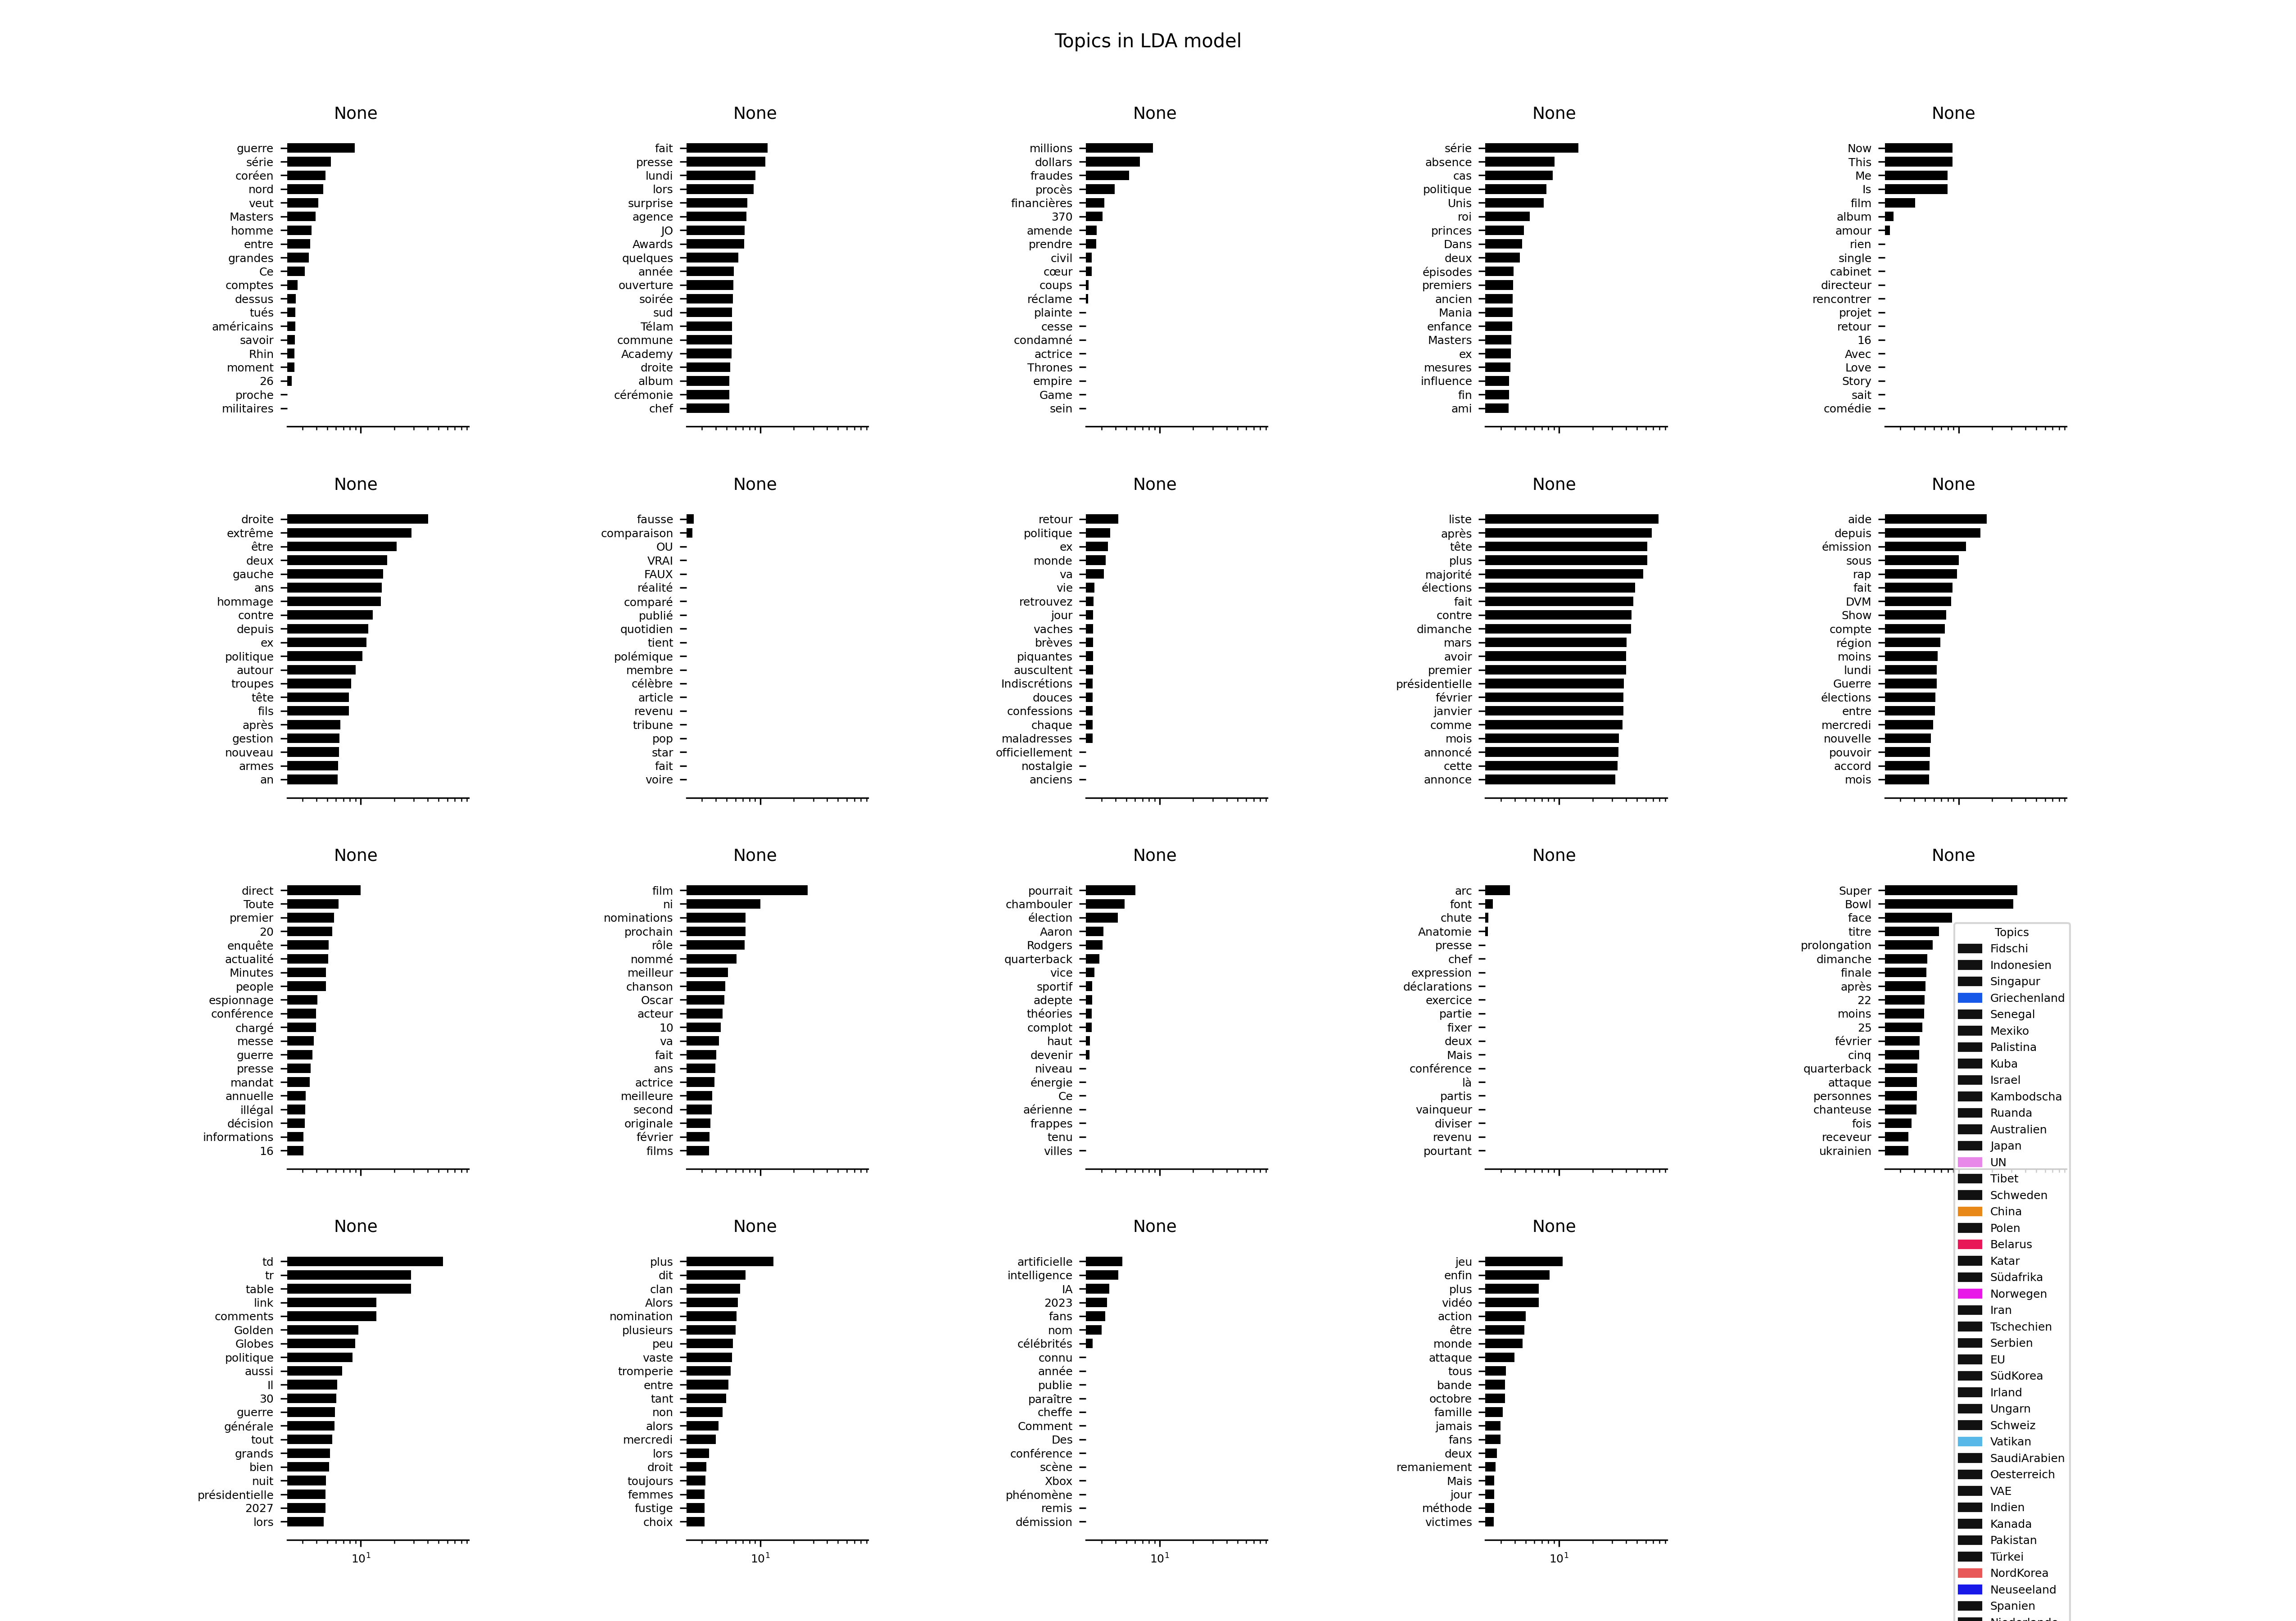 Topics in LDA model
None
guerre
série
coréen
nord
veut
Masters
homme
entre
grandes
Ce
comptes
dessus
tués
américains
savoir
Rhin
moment
26
proche
militaires
None
fait
presse
lundi
lors
surprise
agence
JO
Awards
quelques
année
ouverture
soirée
sud
Télam
commune
Academy
droite
album
cérémonie
chef
None
millions
dollars
fraudes
procès
financières
370
amende
prendre
civil
cœur
coups
réclame
plainte
cesse
condamné
actrice
Thrones
empire
Game
sein
None
série
absence
cas
politique
Unis
roi
princes
Dans
deux
épisodes
premiers
ancien
Mania
enfance
Masters
ex
mesures
influence
fin
ami
None
Now
This
Me
Is
film
album
amour
rien
single
cabinet
directeur
rencontrer
projet
retour
16
Avec
Love
Story
sait
comédie
None
droite
extrême
être
deux
gauche
ans
hommage
contre
depuis
ex
politique
autour
troupes
tête
fils
après
gestion
nouveau
armes
an
None
fausse
comparaison
OU
VRAI
FAUX
réalité
comparé
publié
quotidien
tient
polémique
membre
célèbre
article
revenu
tribune
pop
star
fait
voire
None
retour
politique
ex
monde
va
vie
retrouvez
jour
vaches
brèves
piquantes
auscultent
Indiscrétions
douces
confessions
chaque
maladresses
officiellement
nostalgie
anciens
None
liste
après
tête
plus
majorité
élections
fait
contre
dimanche
mars
avoir
premier
présidentielle
février
janvier
comme
mois
annoncé
cette
annonce
None
aide
depuis
émission
sous
rap
fait
DVM
Show
compte
région
moins
lundi
Guerre
élections
entre
mercredi
nouvelle
pouvoir
accord
mois
None
direct
Toute
premier
20
enquête
actualité
Minutes
people
espionnage
conférence
chargé
messe
guerre
presse
mandat
annuelle
illégal
décision
informations
16
None
film
ni
nominations
prochain
rôle
nommé
meilleur
chanson
Oscar
acteur
10
va
fait
ans
actrice
meilleure
second
originale
février
films
None
pourrait
chambouler
élection
Aaron
Rodgers
quarterback
vice
sportif
adepte
théories
complot
haut
devenir
niveau
énergie
Ce
aérienne
frappes
tenu
villes
None
arc
font
chute
Anatomie
presse
chef
expression
déclarations
exercice
partie
fixer
deux
Mais
conférence
là
partis
vainqueur
diviser
revenu
pourtant
None
Super
Bowl
face
titre
prolongation
dimanche
finale
après
22
moins
25
février
cinq
quarterback
attaque
personnes
chanteuse
fois
receveur
ukrainien
None
td
tr
table
link
comments
Golden
Globes
politique
aussi
Il
30
guerre
générale
tout
grands
bien
nuit
présidentielle
2027
lors
10¹
None
plus
dit
clan
Alors
nomination
plusieurs
peu
vaste
tromperie
entre
tant
non
alors
mercredi
lors
droit
toujours
femmes
fustige
choix
10¹
None
artificielle
intelligence
IA
2023
fans
nom
célébrités
connu
année
publie
paraître
cheffe
Comment
Des
conférence
scène
Xbox
phénomène
remis
démission
10¹
None
jeu
enfin
plus
vidéo
action
être
monde
attaque
tous
bande
octobre
famille
jamais
fans
deux
remaniement
Mais
jour
méthode
victimes
10¹
Topics
Fidschi
Indonesien
Singapur
Griechenland
Senegal
Mexiko
Palistina
Kuba
Israel
Kambodscha
Ruanda
Australien
Japan
UN
Tibet
Schweden
China
Polen
Belarus
Katar
Südafrika
Norwegen
Iran
Tschechien
Serbien
EU
SüdKorea
Irland
Ungarn
Schweiz
Vatikan
SaudiArabien
Oesterreich
VAE
Indien
Kanada
Pakistan
Türkei
NordKorea
Neuseeland
Spanien